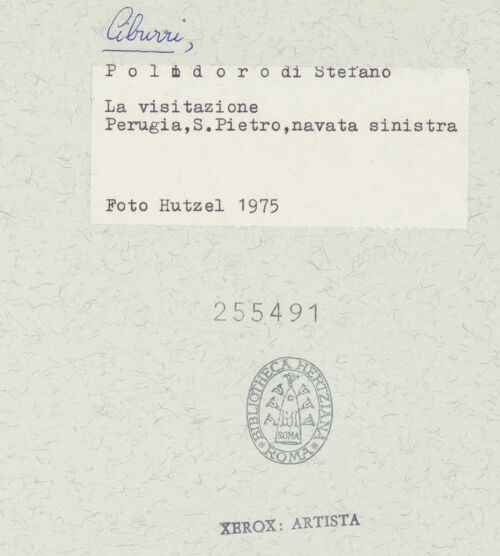 Ciburri,
P o l i d o r o di Stefano
La visitazione
Perugia,S.Pietro,navata sinistra
Foto Hutzel 1975
255491
BIBLIOTHECA HERTZIANA
ROMA
ROMA
XEROX: ARTISTA